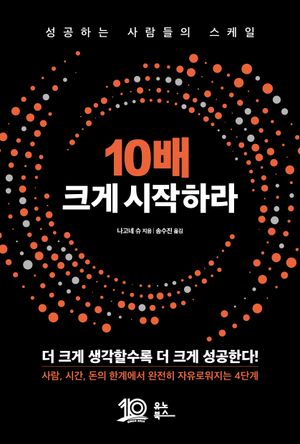 성공하는 사람들의 스케일
10배
크게 시작하라
나고네 슈 지음 | 송수진 옮김
더 크게 생각할수록 더 크게 성공한다!
사람, 시간, 돈의 한계에서 완전히 자유로워지는 4단계
10
유노
북스